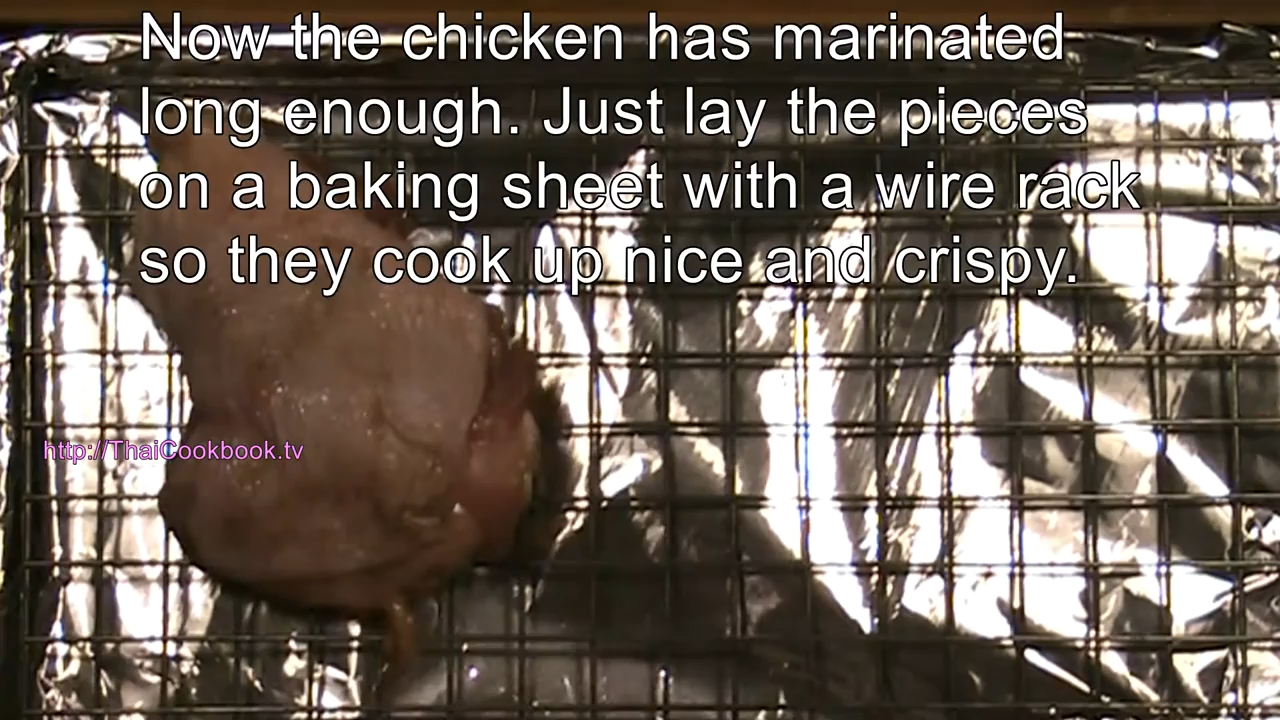 Now the chicken has marinated
long enough. Just lay the pieces
on a baking sheet with a wire rack
so they cook up nice and crispy.
http://ThaiCookbook.tv